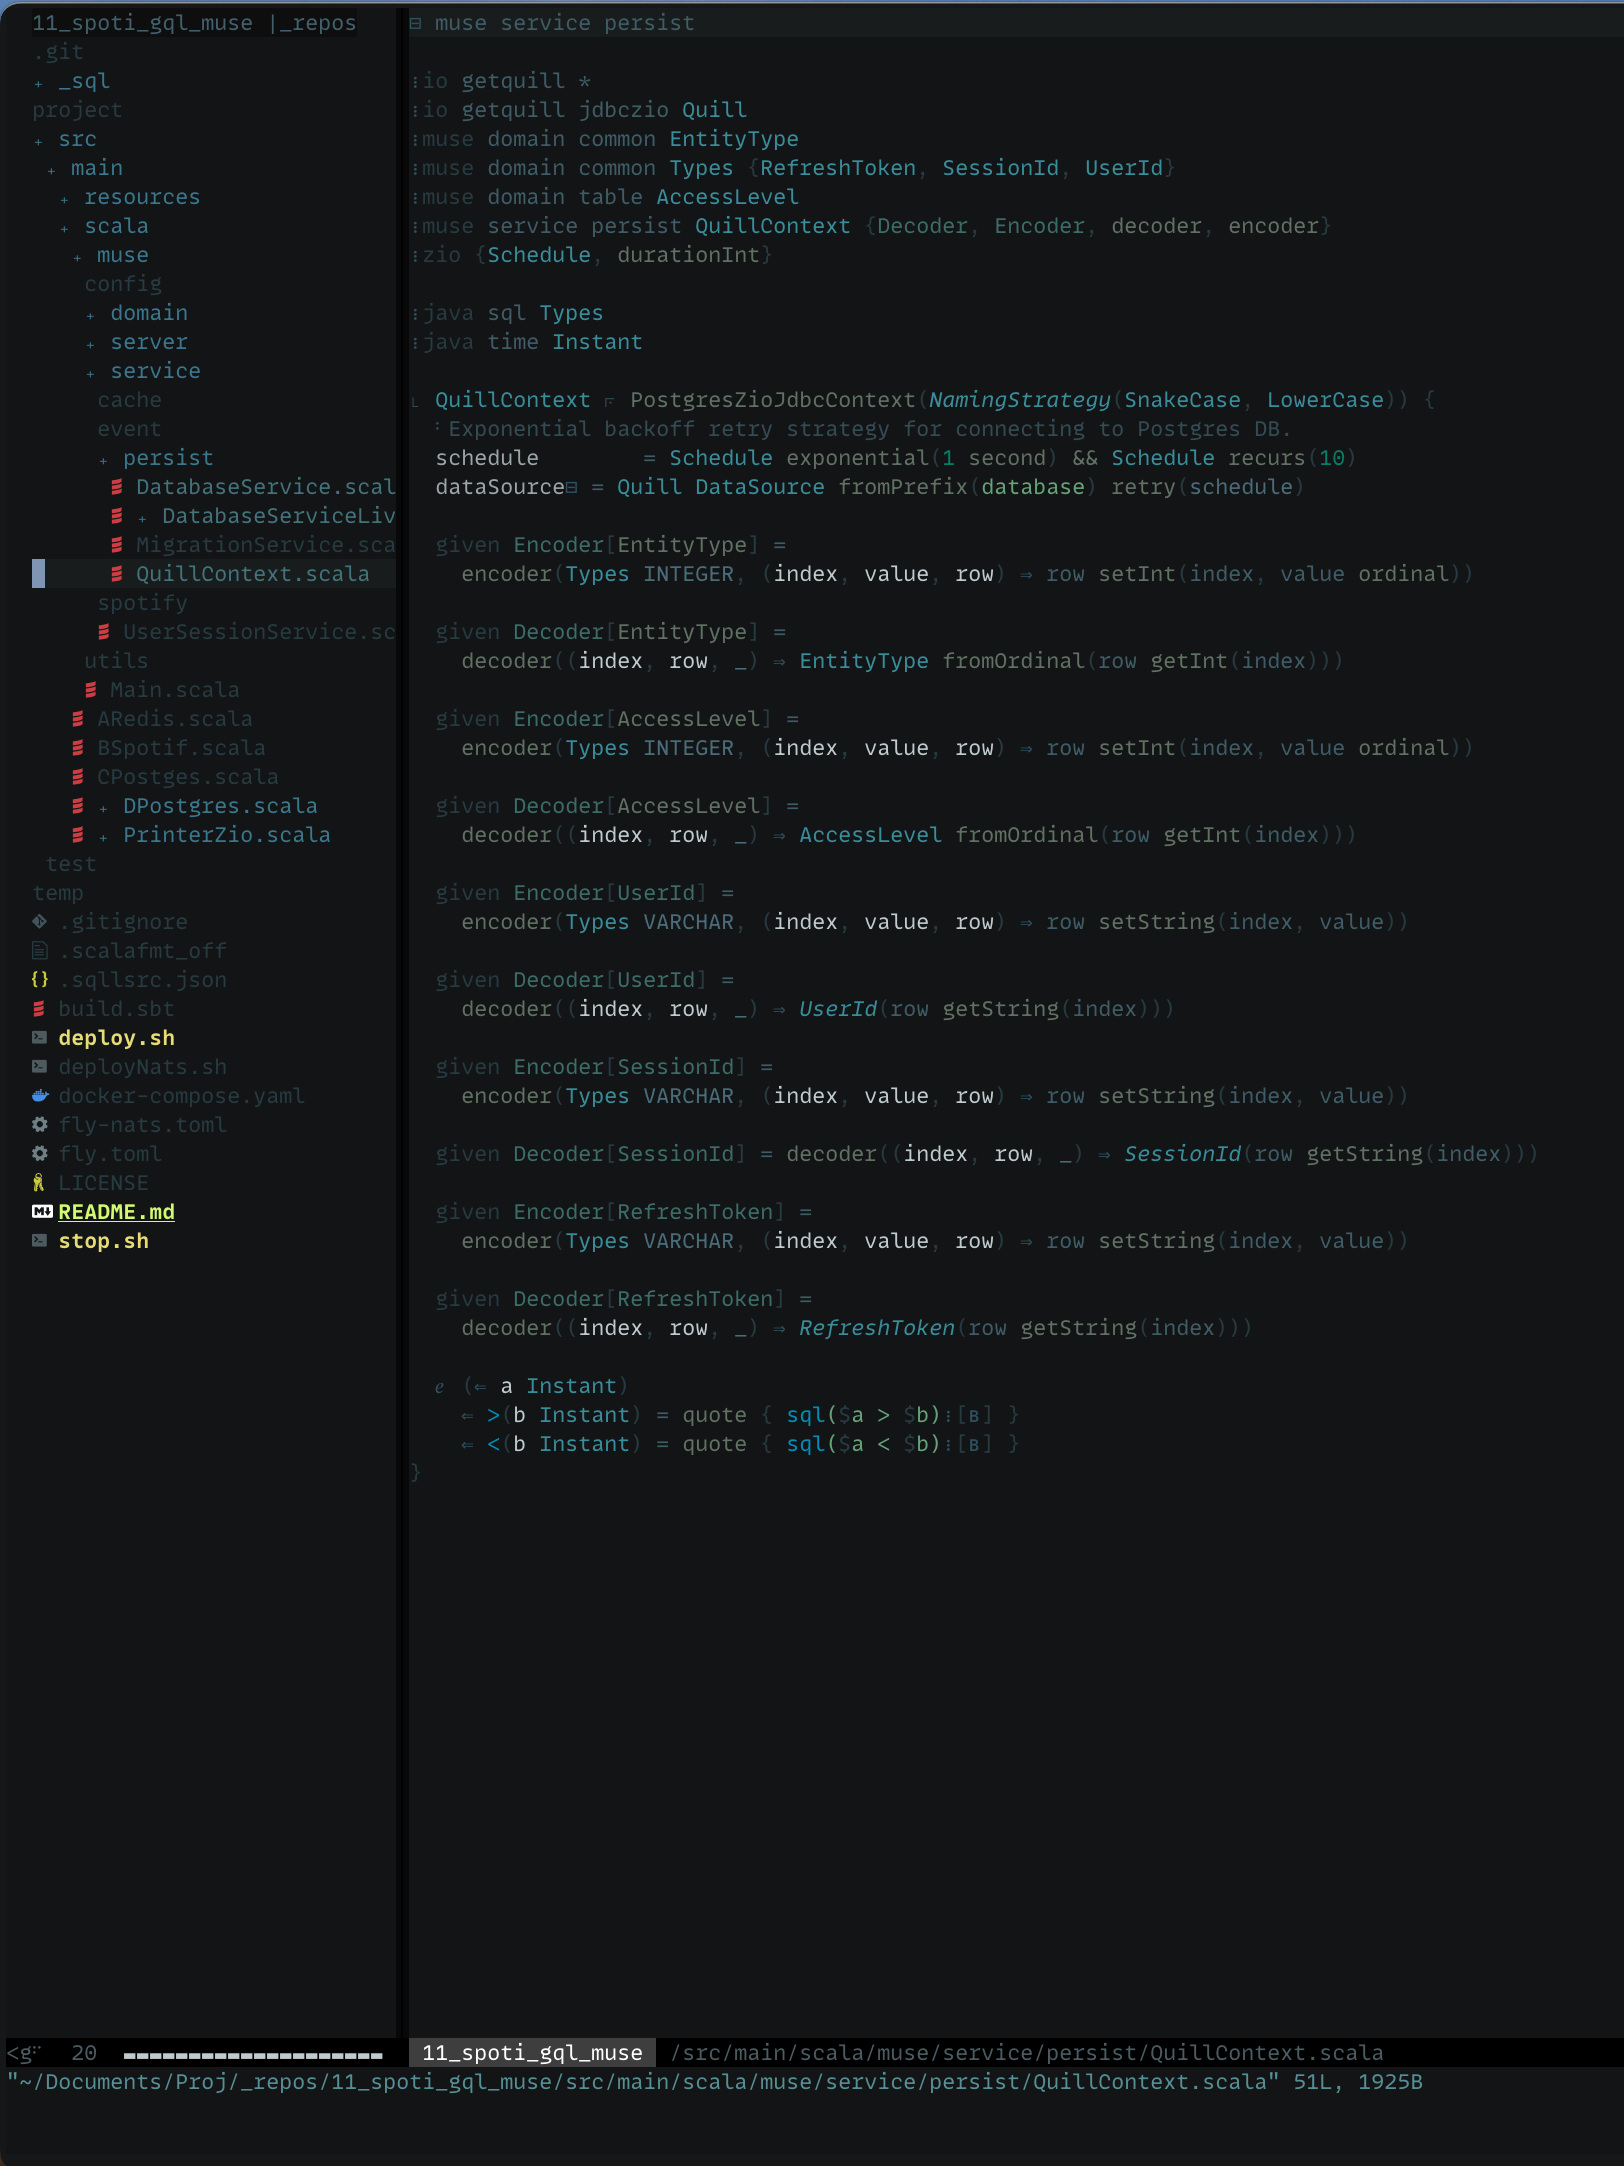 11_spoti_gql_muse |_repos
.git
+ _sql
project
+ src
+ main
+ resources
+ scala
+ muse
config
+ domain
+ server
+ service
cache
event
+ persist
DatabaseService.scal
+ DatabaseServiceLiv
MigrationService.sca
QuillContext.scala
spotify
UserSessionService.sc
utils
Main.scala
ARedis.scala
BSpotif.scala
CPostges.scala
+ DPostgres.scala
+ PrinterZio.scala
test
temp
.gitignore
.scalafmt_off
{} .sqllsrc.json
build.sbt
deploy.sh
deployNats.sh
docker-compose.yaml
fly-nats.toml
fly.toml
LICENSE
README.md
stop.sh
⊟ muse service persist
⫶io getquill *
⫶io getquill jdbczio Quill
⫶muse domain common EntityType
⫶muse domain common Types {RefreshToken, SessionId, UserId}
⫶muse domain table AccessLevel
⫶muse service persist QuillContext {Decoder, Encoder, decoder, encoder}
⫶zio {Schedule, durationInt}
⫶java sql Types
⫶java time Instant
QuillContext PostgresZioJdbcContext(NamingStrategy(SnakeCase, LowerCase)) {
Exponential backoff retry strategy for connecting to Postgres DB.
schedule = Schedule exponential(1 second) && Schedule recurs(10)
dataSource⊟ = Quill DataSource fromPrefix(database) retry(schedule)
given Encoder[EntityType] =
encoder(Types INTEGER, (index, value, row) ⇒ row setInt(index, value ordinal))
given Decoder[EntityType] =
decoder((index, row, _) ⇒ EntityType fromOrdinal(row getInt(index)))
given Encoder[AccessLevel] =
encoder(Types INTEGER, (index, value, row) ⇒ row setInt(index, value ordinal))
given Decoder[AccessLevel] =
decoder((index, row, _) ⇒ AccessLevel fromOrdinal(row getInt(index)))
given Encoder[UserId] =
encoder(Types VARCHAR, (index, value, row) ⇒ row setString(index, value))
given Decoder[UserId] =
decoder((index, row, _) ⇒ UserId(row getString(index)))
given Encoder[SessionId] =
encoder(Types VARCHAR, (index, value, row) ⇒ row setString(index, value))
given Decoder[SessionId] = decoder((index, row, _) ⇒ SessionId(row getString(index)))
given Encoder[RefreshToken] =
encoder(Types VARCHAR, (index, value, row) ⇒ row setString(index, value))
given Decoder[RefreshToken] =
decoder((index, row, _) ⇒ RefreshToken(row getString(index)))
e (⇐ a Instant)
⇐ >(b Instant) = quote { sql($a > $b)⫶[B] }
⇐ <(b Instant) = quote { sql($a < $b)⫶[B] }
}
<g 20 11_spoti_gql_muse /src/main/scala/muse/service/persist/QuillContext.scala
"~/Documents/Proj/_repos/11_spoti_gql_muse/src/main/scala/muse/service/persist/QuillContext.scala" 51L, 1925B